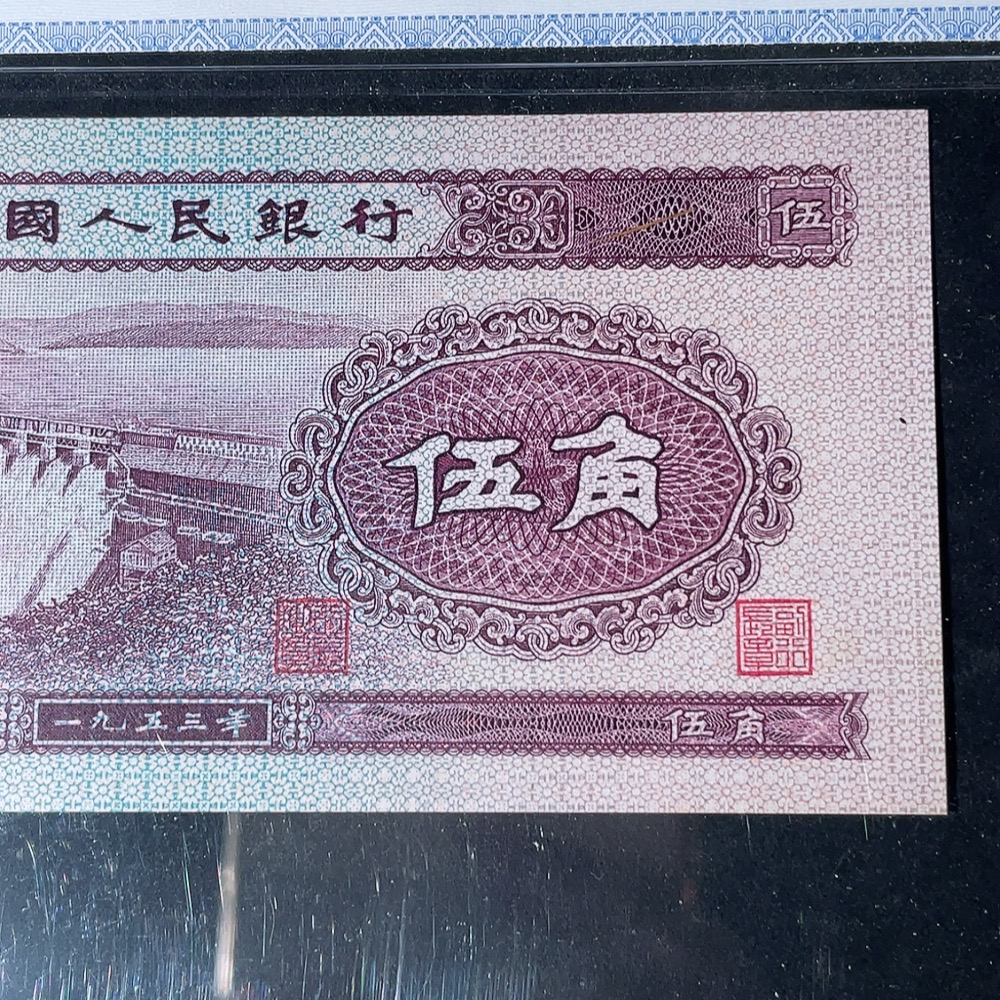 國人民銀行
伍
伍角
一九五三年
伍角